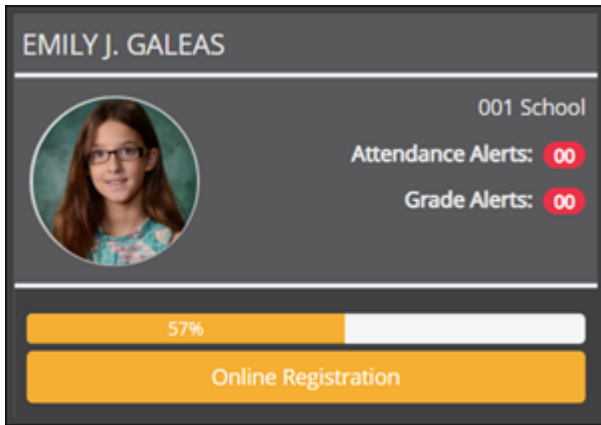 EMILY J. GALEAS
001 School
Attendance Alerts: 00
Grade Alerts: 00
57%
Online Registration